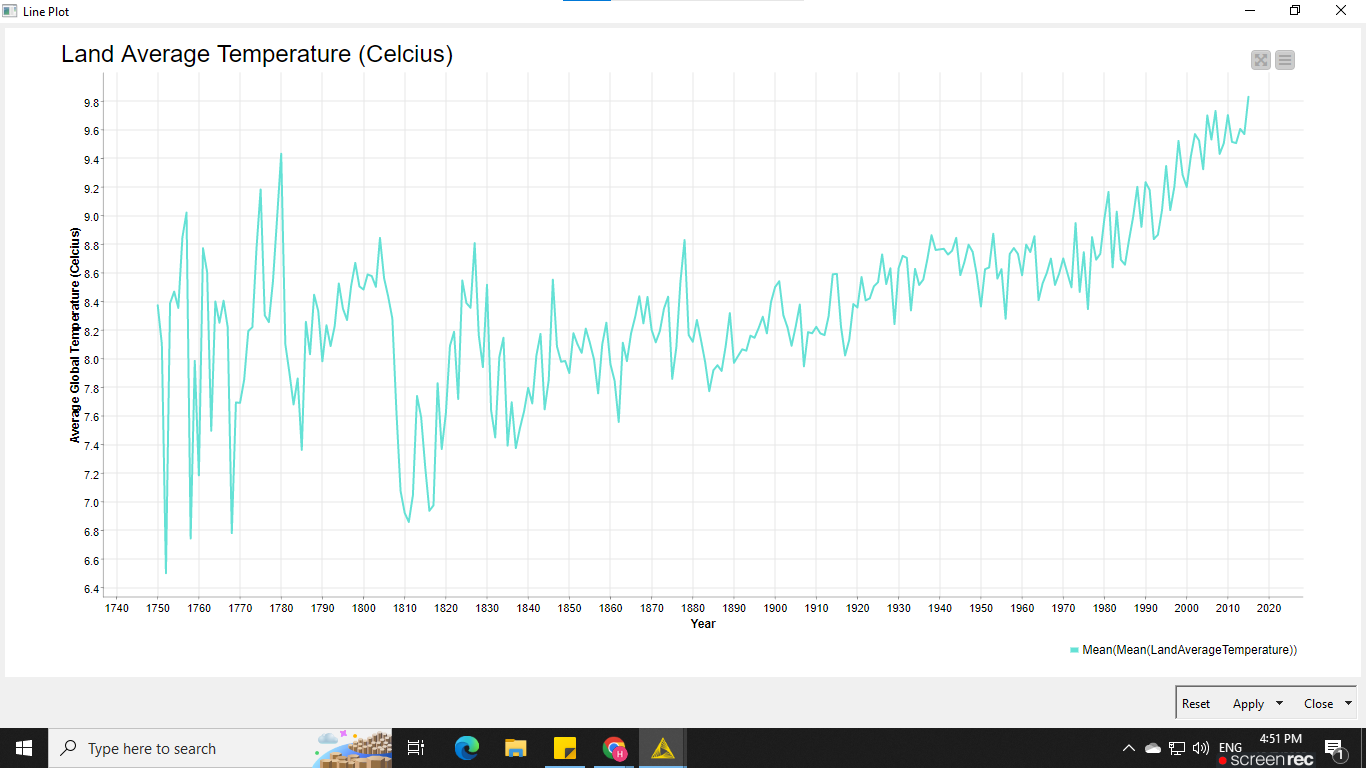 Line Plot
Land Average Temperature (Celcius)
Average Global Temperature (Celcius)
9.8
9.6
9.4
9.2
9.0
8.8
8.6
8.4
8.2
8.0
7.8
7.6
7.4
7.2
7.0
6.8
6.6
6.4
1740 1750 1760 1770 1780 1790 1800 1810 1820 1830 1840 1850 1860 1870 1880 1890 1900 1910 1920 1930 1940 1950 1960 1970 1980 1990 2000 2010 2020
Year
Mean(Mean(LandAverageTemperature))
Reset Apply Close
Type here to search
H
ENG
4:51 PM
screenrec
1